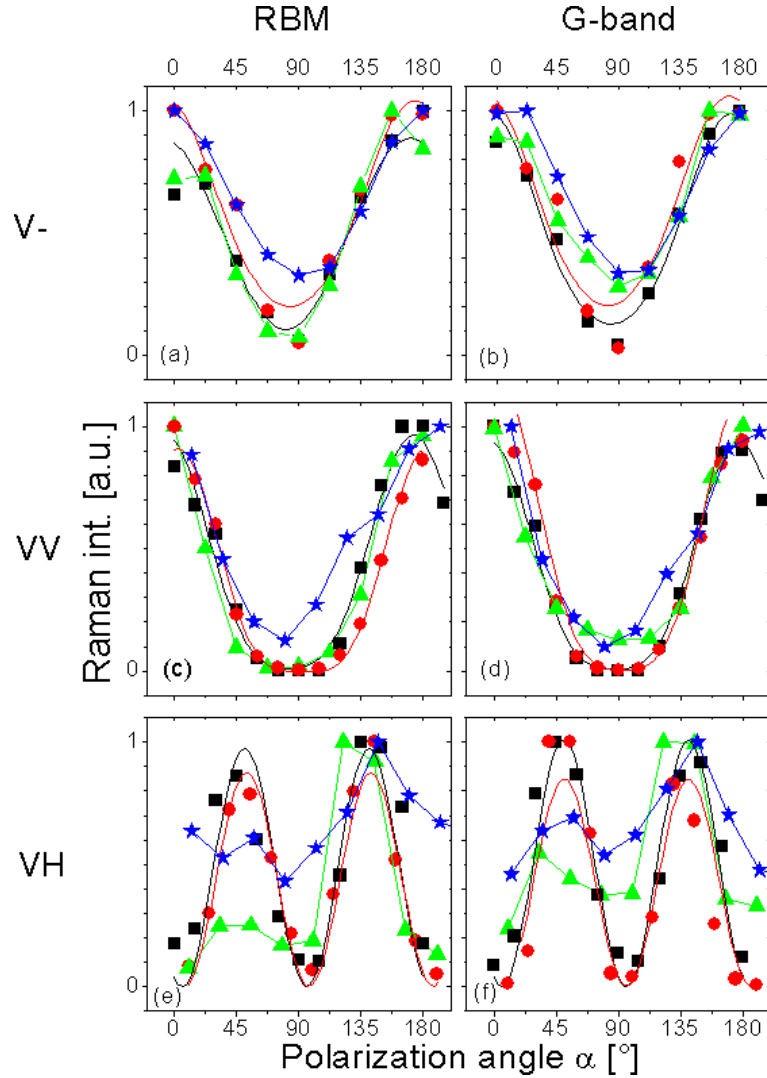 RBM G-band
0 45 90 135 180 0 45 90 135 180
1
V-
0
(a) (b)
1
VV
Raman int. [a.u.]
0
(c) (d)
1
VH
0
(e) (f)
0 45 90 135 180 0 45 90 135 180
Polarization angle α [°]